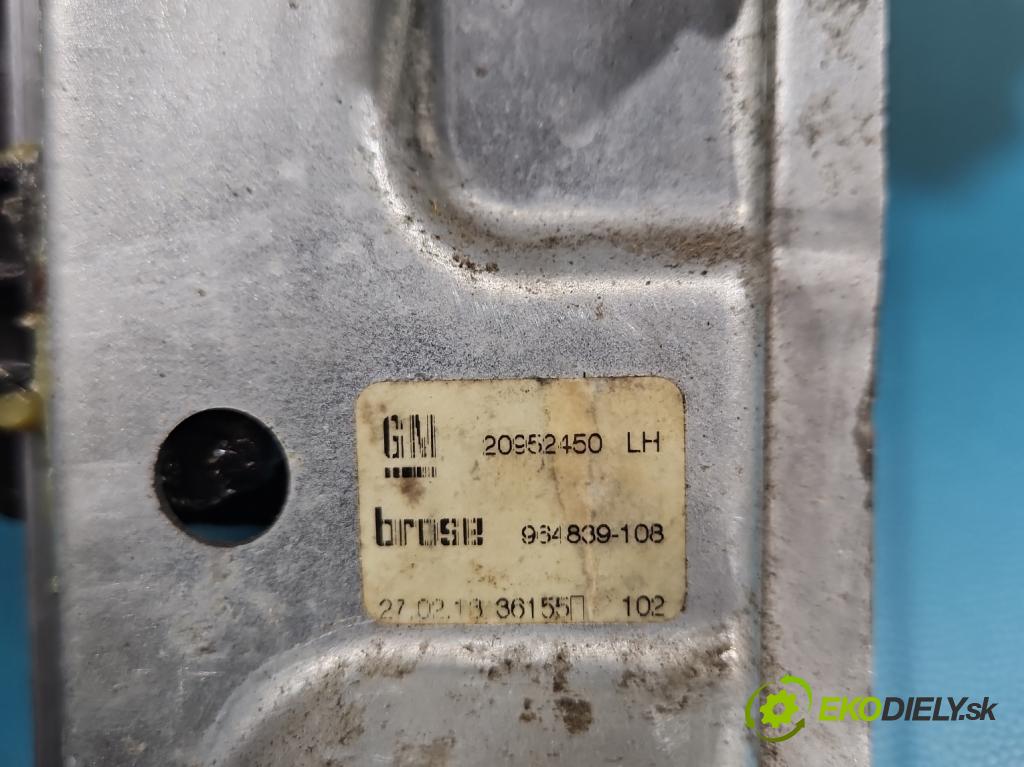 GM 20952450 LH
brose 964839-108
27.02.13 36155 102
EKODIELY.sk